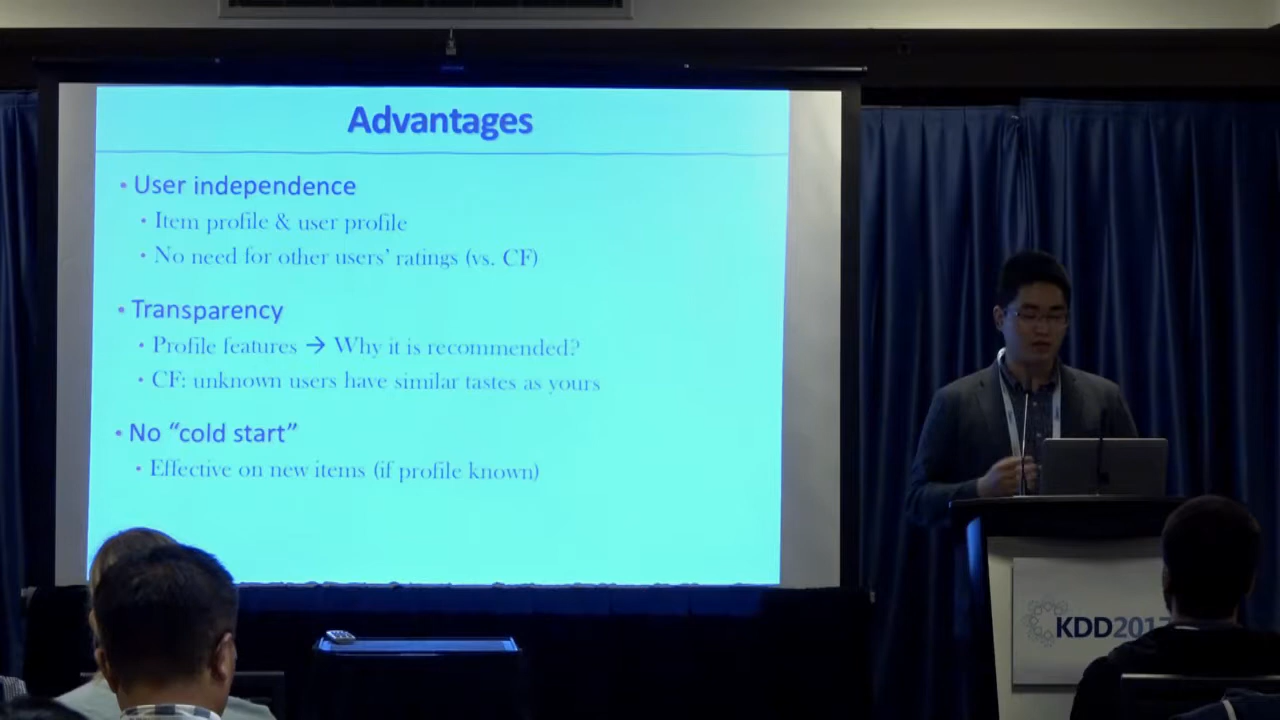 Advantages
• User independence
• Item profile & user profile
• No need for other users’ ratings (vs. CF)
• Transparency
• Profile features → Why it is recommended?
• CF: unknown users have similar tastes as yours
• No “cold start”
• Effective on new items (if profile known)
KDD2017